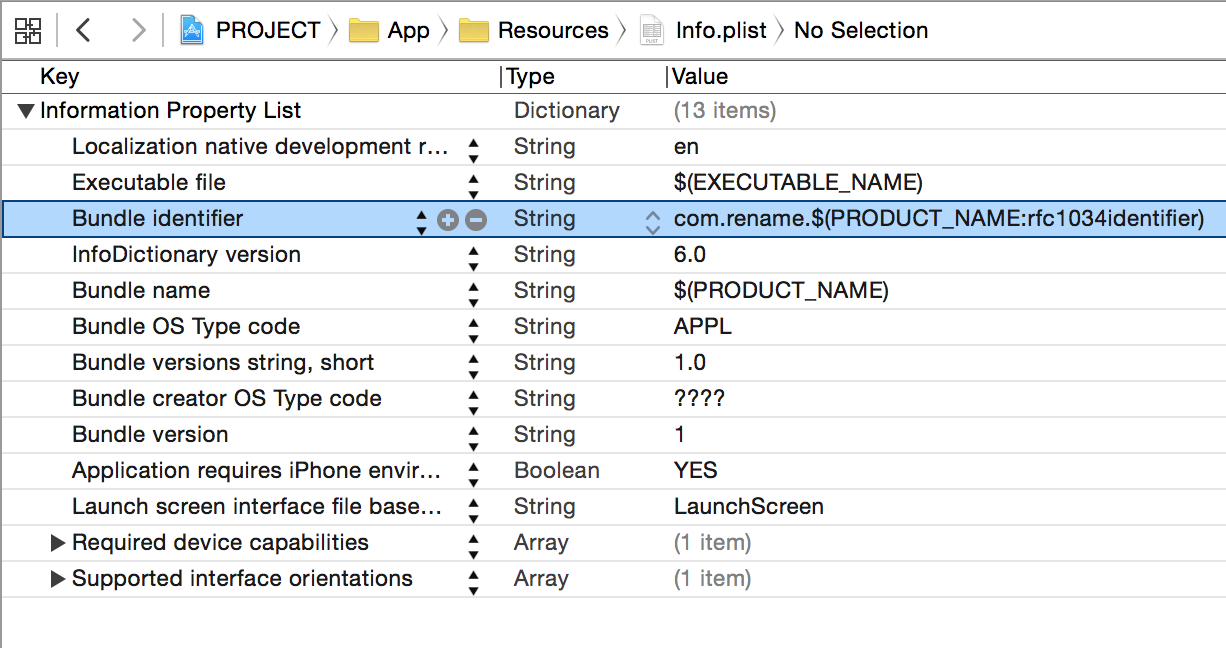 PROJECT App Resources Info.plist No Selection
Key Type Value
Information Property List Dictionary (13 items)
Localization native development r... String en
Executable file String $(EXECUTABLE_NAME)
Bundle identifier String com.rename.$(PRODUCT_NAME:rfc1034identifier)
InfoDictionary version String 6.0
Bundle name String $(PRODUCT_NAME)
Bundle OS Type code String APPL
Bundle versions string, short String 1.0
Bundle creator OS Type code String ????
Bundle version String 1
Application requires iPhone envir... Boolean YES
Launch screen interface file base... String LaunchScreen
Required device capabilities Array (1 item)
Supported interface orientations Array (1 item)